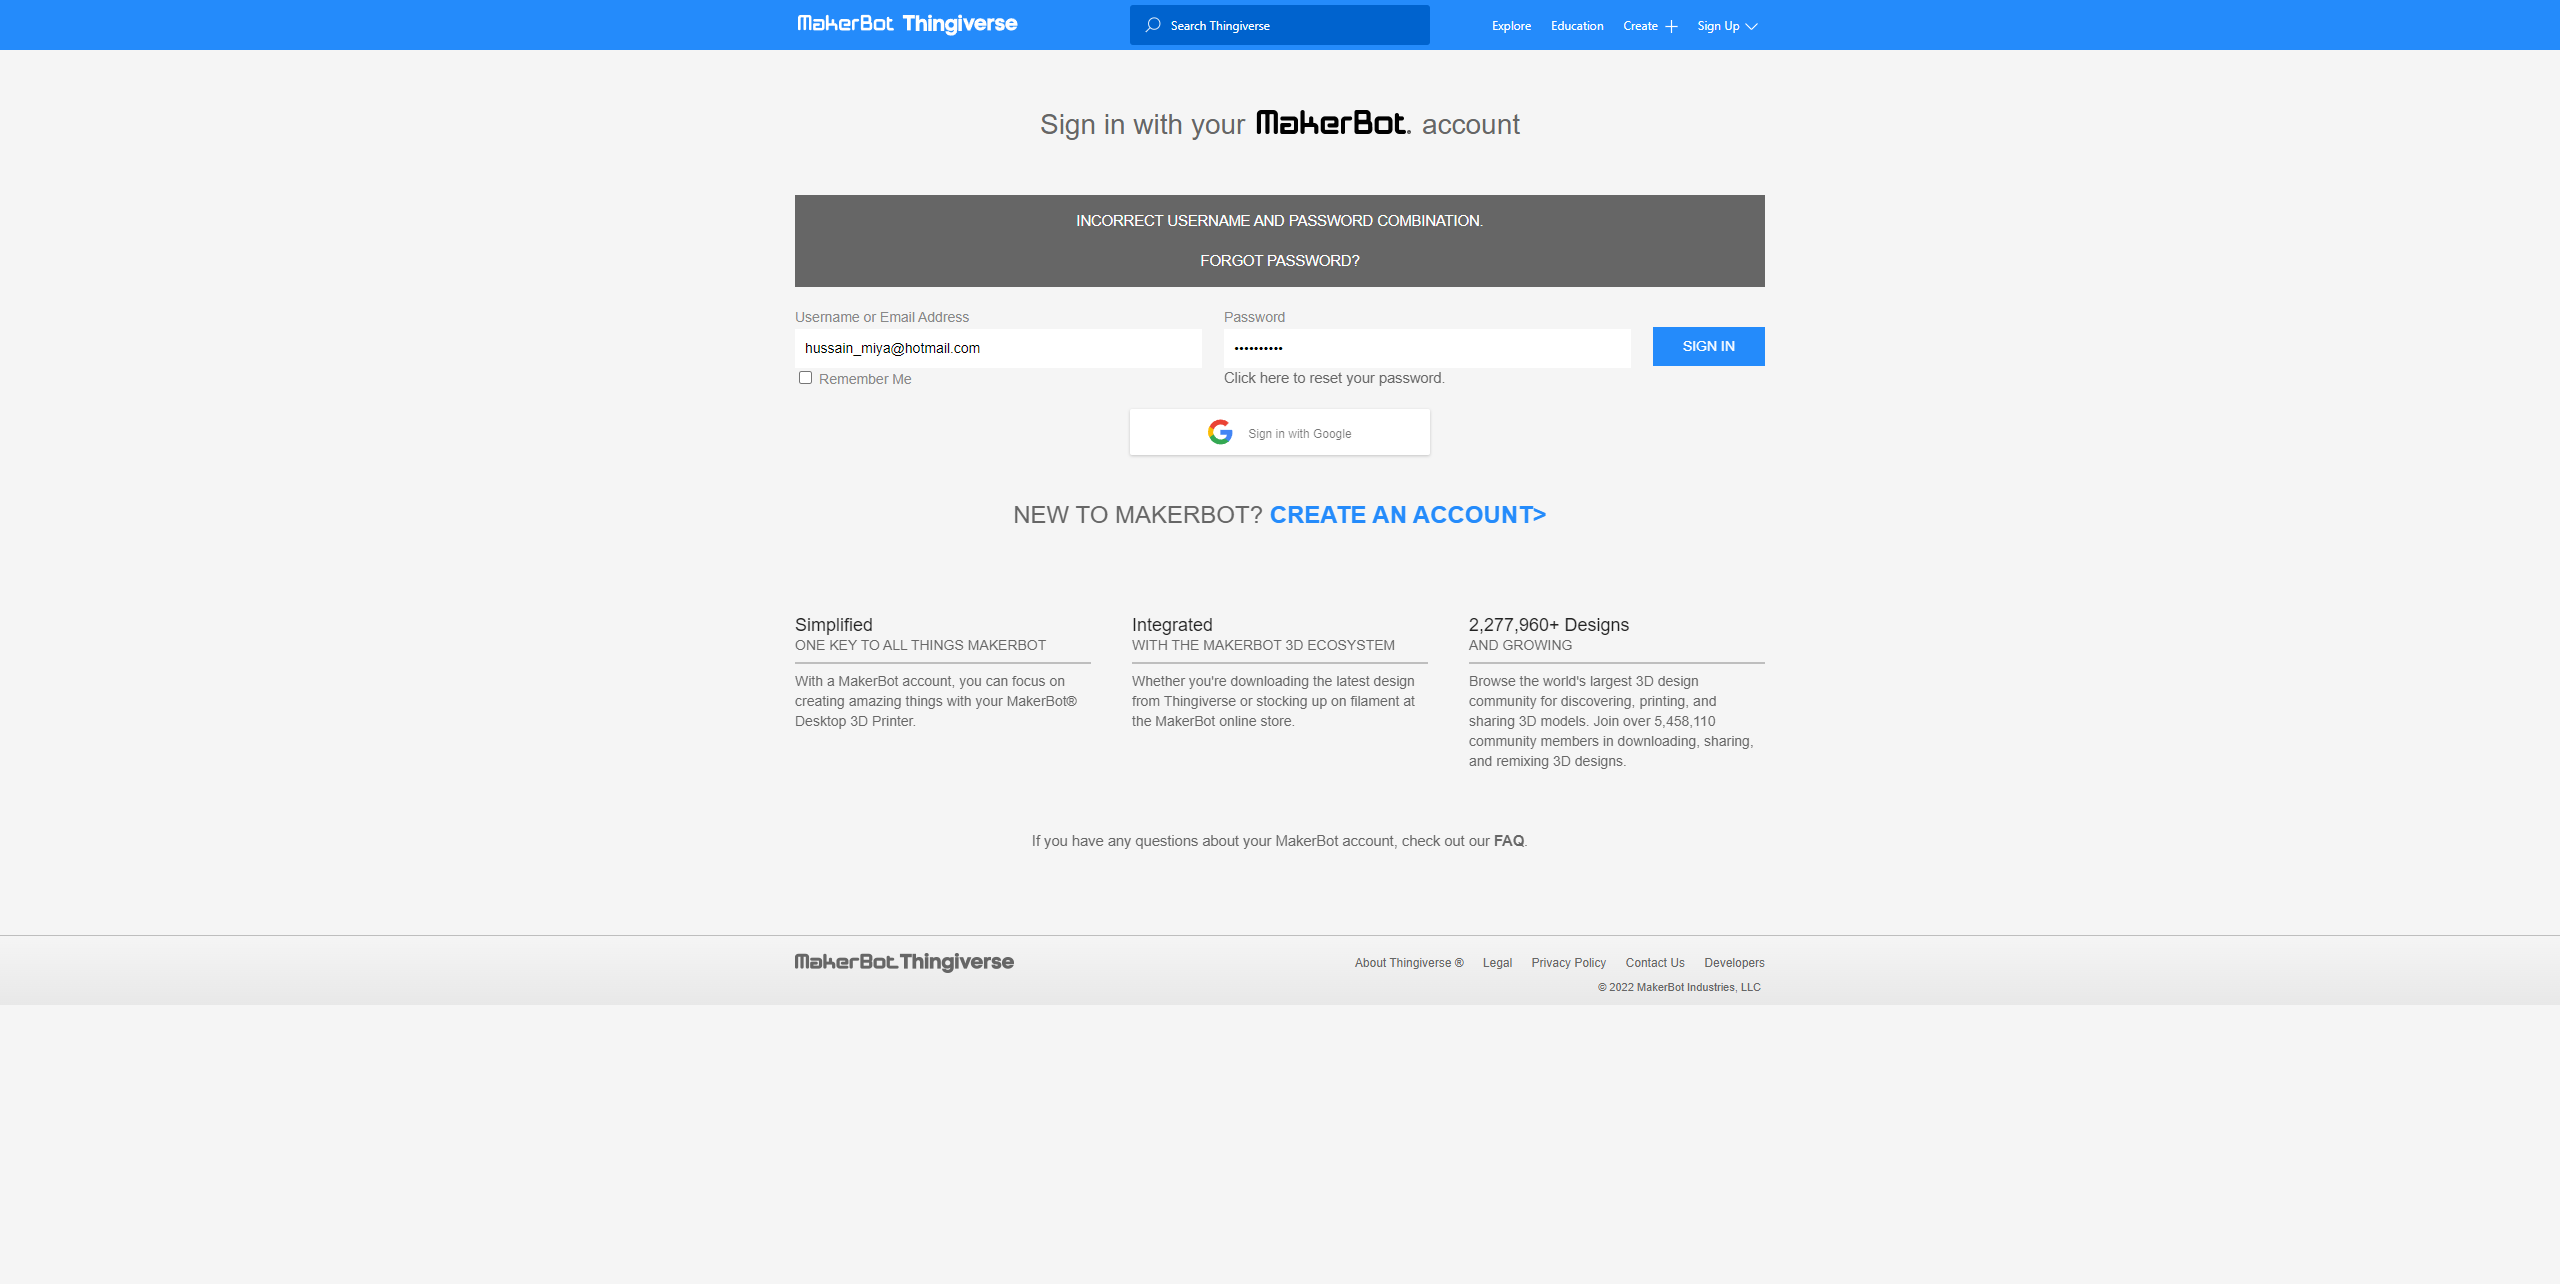 MakerBot Thingiverse
Search Thingiverse
Explore Education Create Sign Up
Sign in with your MakerBot. account
INCORRECT USERNAME AND PASSWORD COMBINATION.
FORGOT PASSWORD?
Username or Email Address
hussain_miya@hotmail.com
Remember Me
Password
••••••••••
Click here to reset your password.
SIGN IN
Sign in with Google
NEW TO MAKERBOT? CREATE AN ACCOUNT>
Simplified
ONE KEY TO ALL THINGS MAKERBOT
With a MakerBot account, you can focus on
creating amazing things with your MakerBot®
Desktop 3D Printer.
Integrated
WITH THE MAKERBOT 3D ECOSYSTEM
Whether you're downloading the latest design
from Thingiverse or stocking up on filament at
the MakerBot online store.
2,277,960+ Designs
AND GROWING
Browse the world's largest 3D design
community for discovering, printing, and
sharing 3D models. Join over 5,458,110
community members in downloading, sharing,
and remixing 3D designs.
If you have any questions about your MakerBot account, check out our FAQ.
MakerBot Thingiverse
About Thingiverse ® Legal Privacy Policy Contact Us Developers
© 2022 MakerBot Industries, LLC